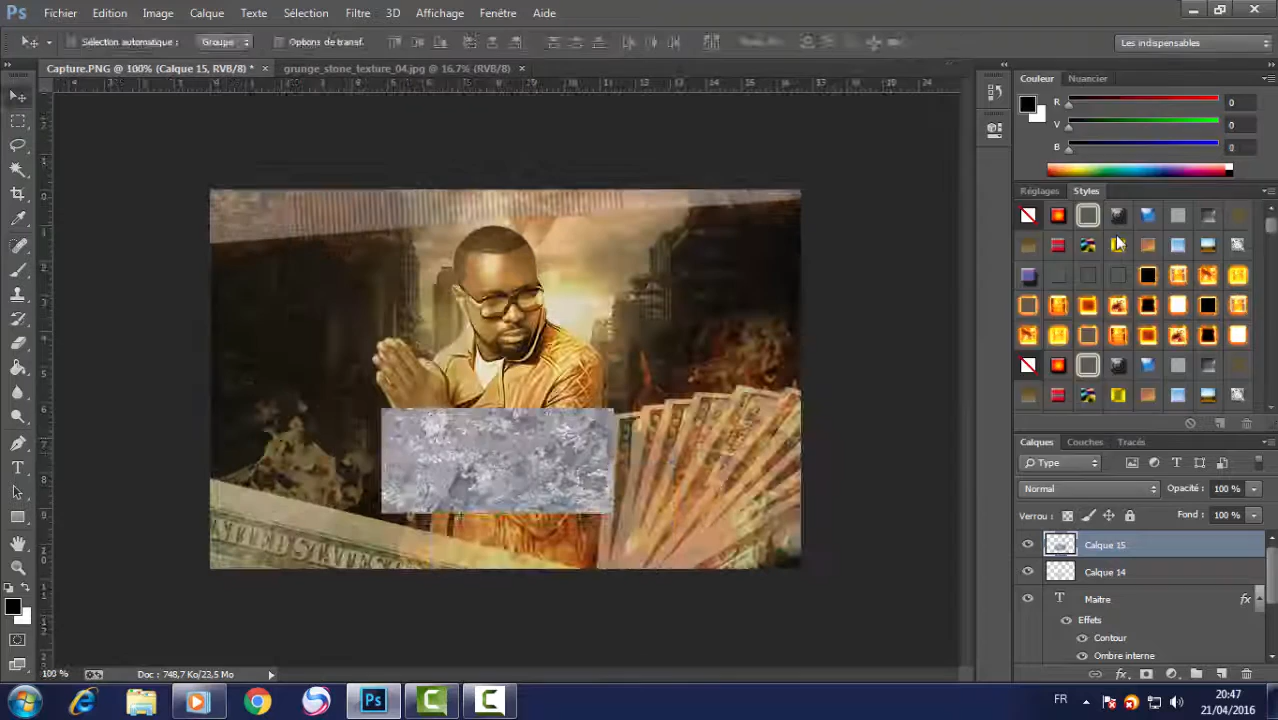 Ps Fichier Edition Image Calque Texte Sélection Filtre 3D Affichage Fenêtre Aide
Sélection automatique : Groupe Options de transf. Les indispensables
Capture.PNG @ 100% (Calque 15, RVB/8) * × grunge_stone_texture_04.jpg @ 16.7% (RVB/8) ×
Couleur Nuancier
R 0
V 0
B 0
Réglages Styles
Calques Couches Tracés
Type
Normal Opacité : 100 %
Verrou : Fond : 100 %
Calque 15
Calque 14
T Maitre fx
Effets
Contour
Ombre interne
100 % Doc : 748,7 Ko/23,5 Mo
FR 20:47
21/04/2016